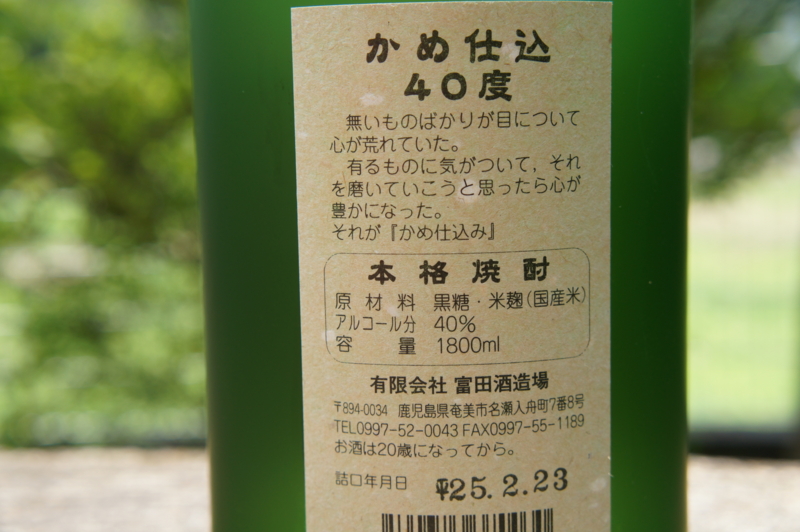 かめ仕込
40度
無いものばかりが目について
心が荒れていた。
有るものに気がついて，それ
を磨いていこうと思ったら心が
豊かになった。
それが『かめ仕込み』
本格焼酎
原材料 黒糖・米麹(国産米)
アルコール分 40%
容量 1800ml
有限会社 富田酒造場
〒894-0034 鹿児島県奄美市名瀬入舟町7番8号
TEL0997-52-0043 FAX0997-55-1189
お酒は20歳になってから。
詰口年月日 平25.2.23